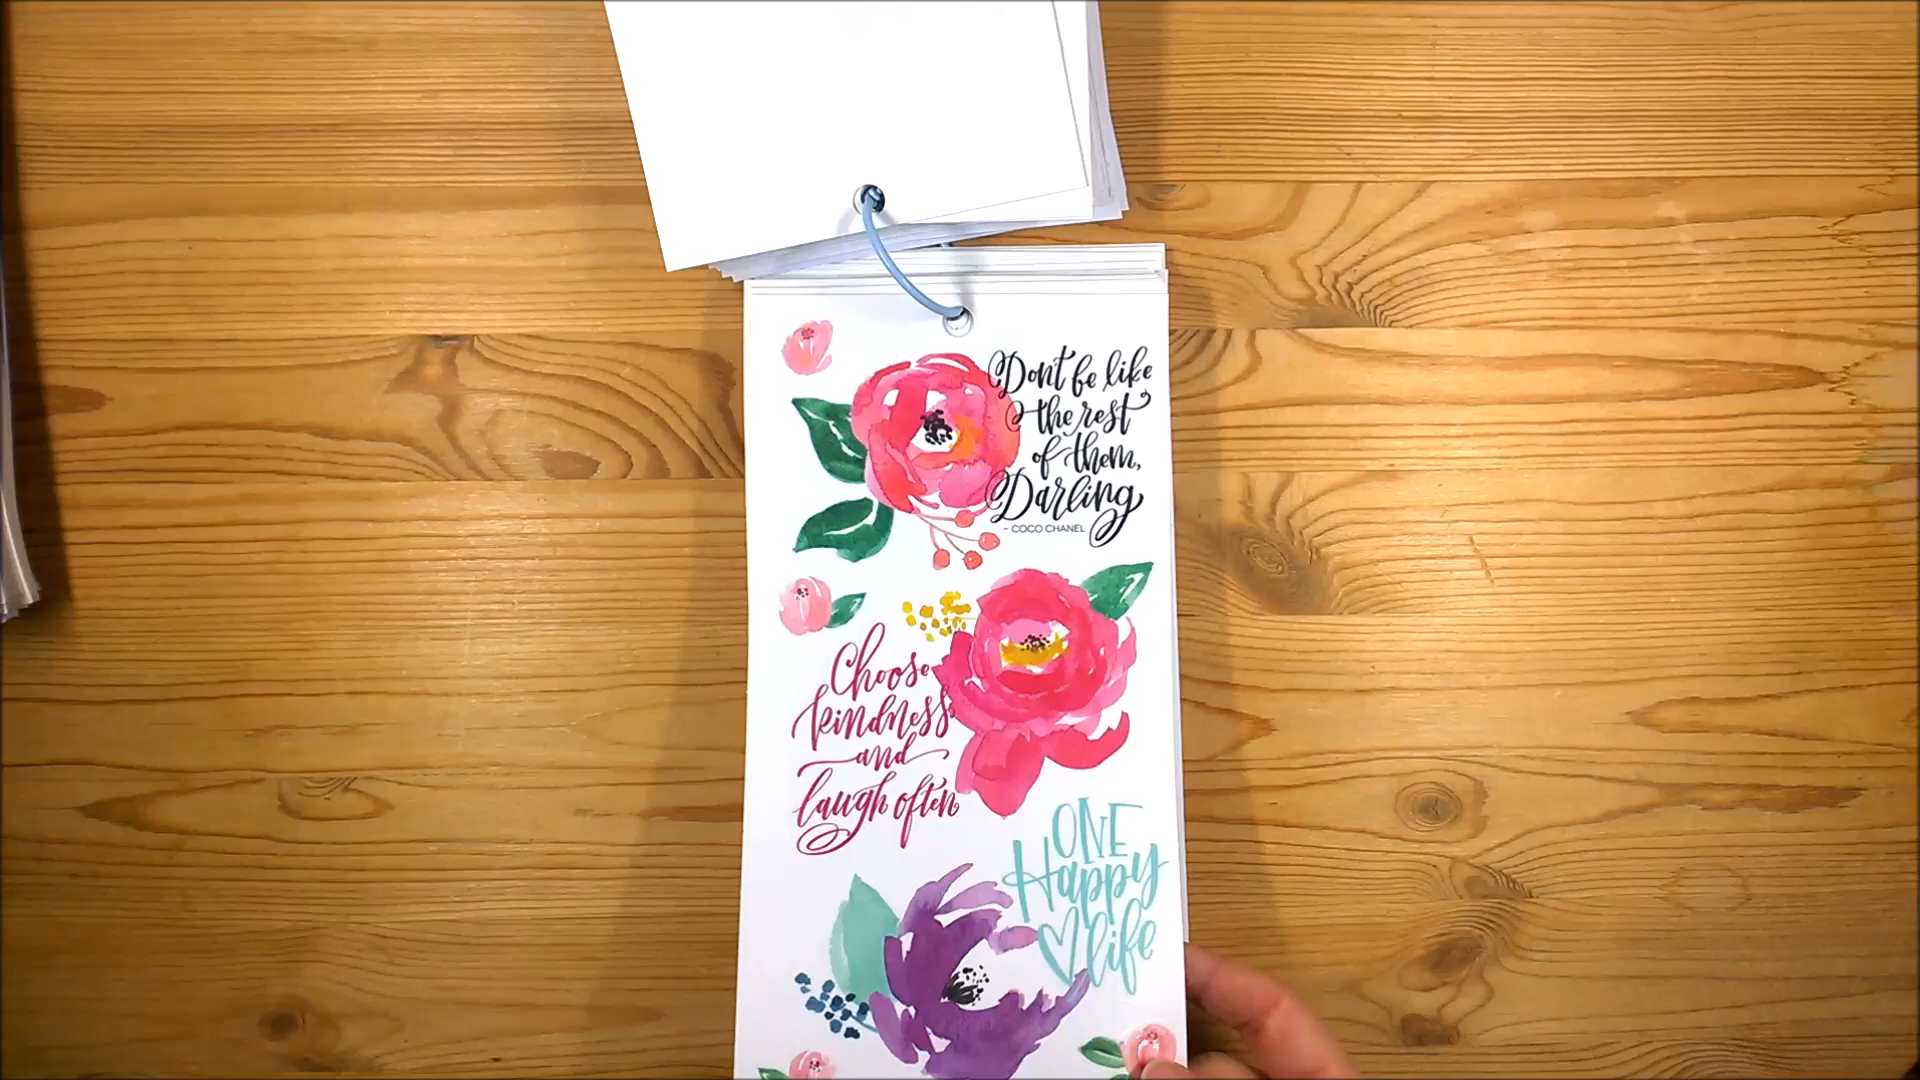 Don't be like
the rest
of them,
Darling
- COCO CHANEL
Choose
kindness,
and
laugh often
ONE
Happy
life